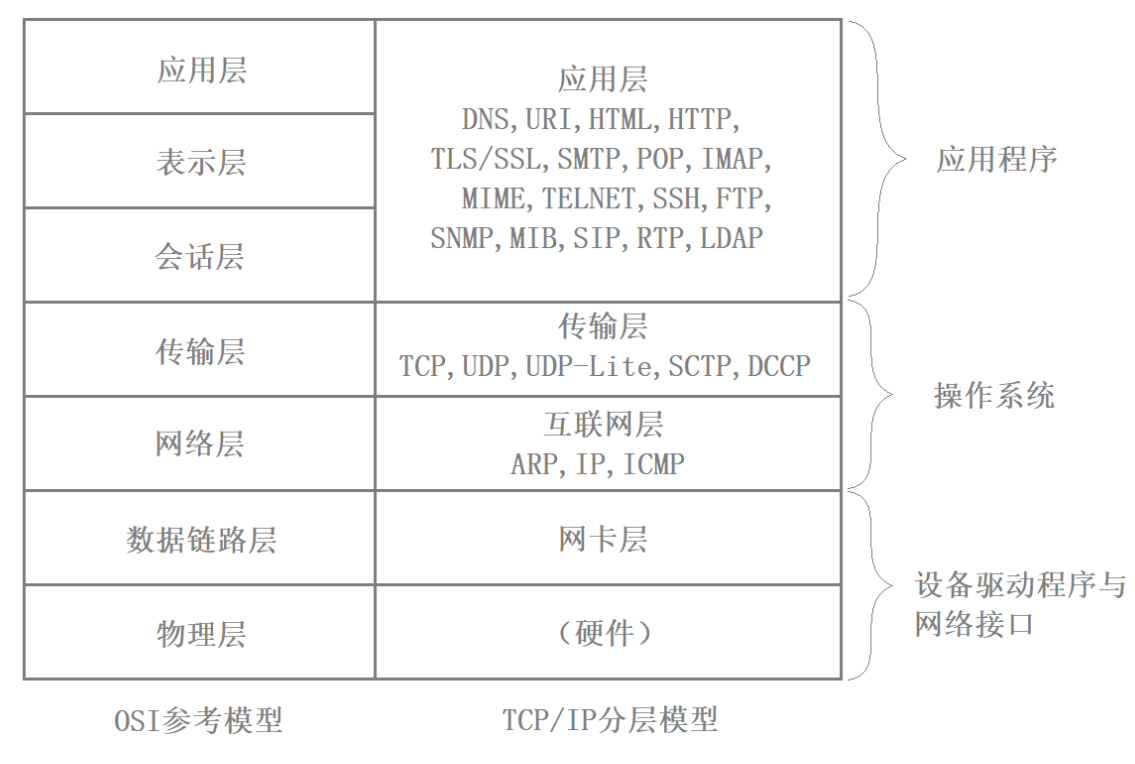 应用层
表示层
会话层
传输层
网络层
数据链路层
物理层
OSI参考模型
应用层
DNS,URI,HTML,HTTP,
TLS/SSL,SMTP,POP,IMAP,
MIME,TELNET,SSH,FTP,
SNMP,MIB,SIP,RTP,LDAP
传输层
TCP,UDP,UDP-Lite,SCTP,DCCP
互联网层
ARP,IP,ICMP
网卡层
(硬件)
TCP/IP分层模型
应用程序
操作系统
设备驱动程序与
网络接口